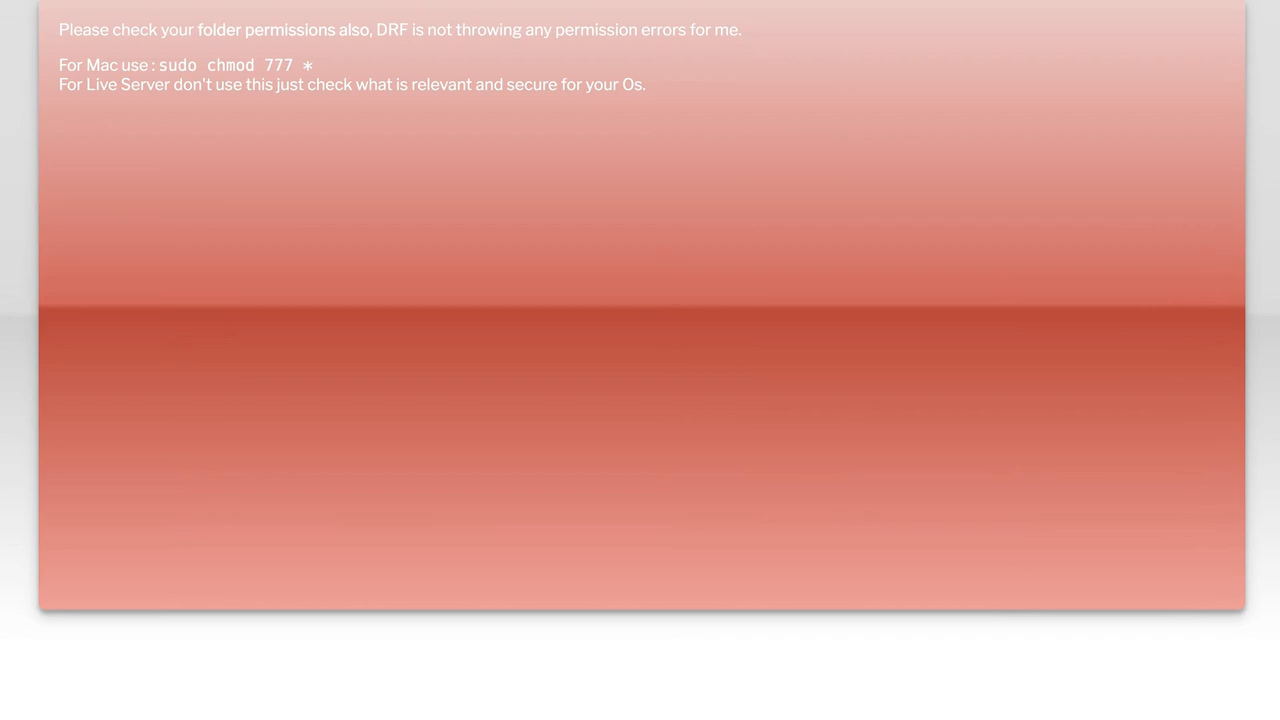 Please check your folder permissions also, DRF is not throwing any permission errors for me.
For Mac use : sudo chmod 777 *
For Live Server don't use this just check what is relevant and secure for your Os.